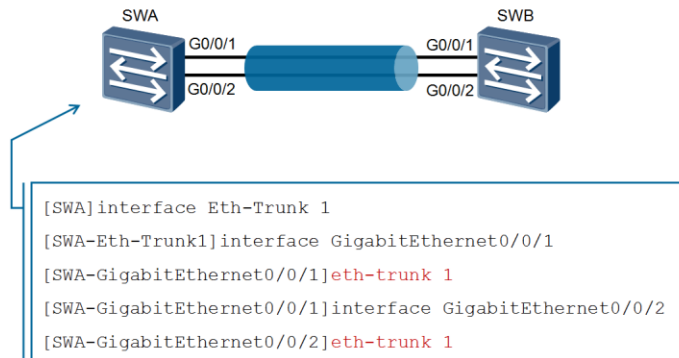 SWA SWB
G0/0/1 G0/0/1
G0/0/2 G0/0/2
[SWA]interface Eth-Trunk 1
[SWA-Eth-Trunk1]interface GigabitEthernet0/0/1
[SWA-GigabitEthernet0/0/1]eth-trunk 1
[SWA-GigabitEthernet0/0/1]interface GigabitEthernet0/0/2
[SWA-GigabitEthernet0/0/2]eth-trunk 1